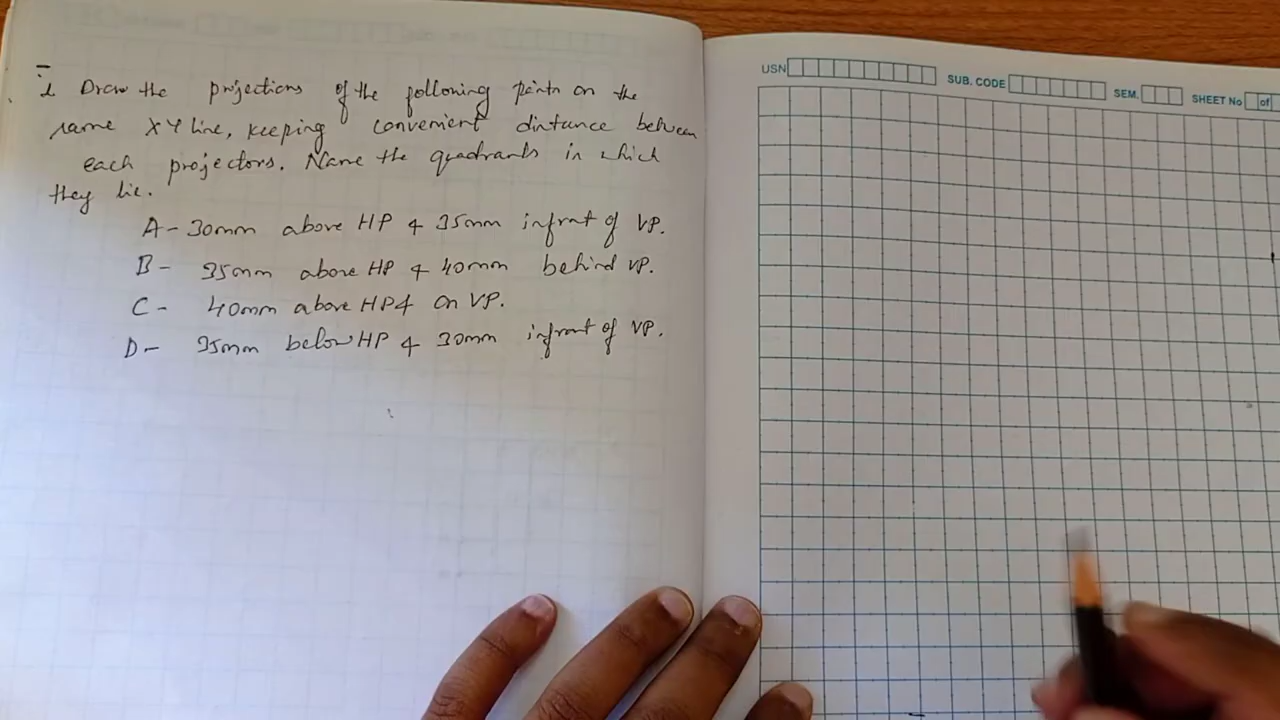 1 Draw the projections of the following points on the
same XY line, keeping convenient distance between
each projectors. Name the quadrants in which
they lie.
A- 30mm above HP & 35mm infront of VP.
B- 35mm above HP & 40mm behind VP.
C- 40mm above HP & on VP.
D- 35mm below HP & 30mm infront of VP.
USN SUB. CODE SEM. SHEET No of